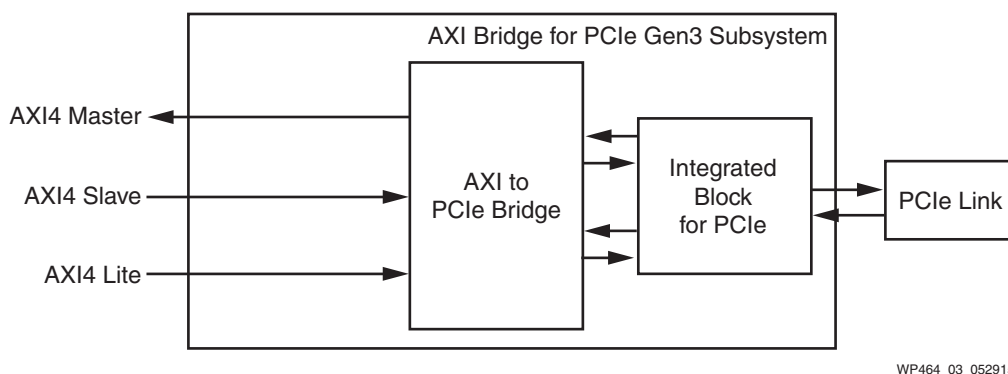 AXI Bridge for PCIe Gen3 Subsystem
AXI4 Master
AXI4 Slave
AXI4 Lite
AXI to
PCIe Bridge
Integrated
Block
for PCIe
PCIe Link
WP464_03_05291